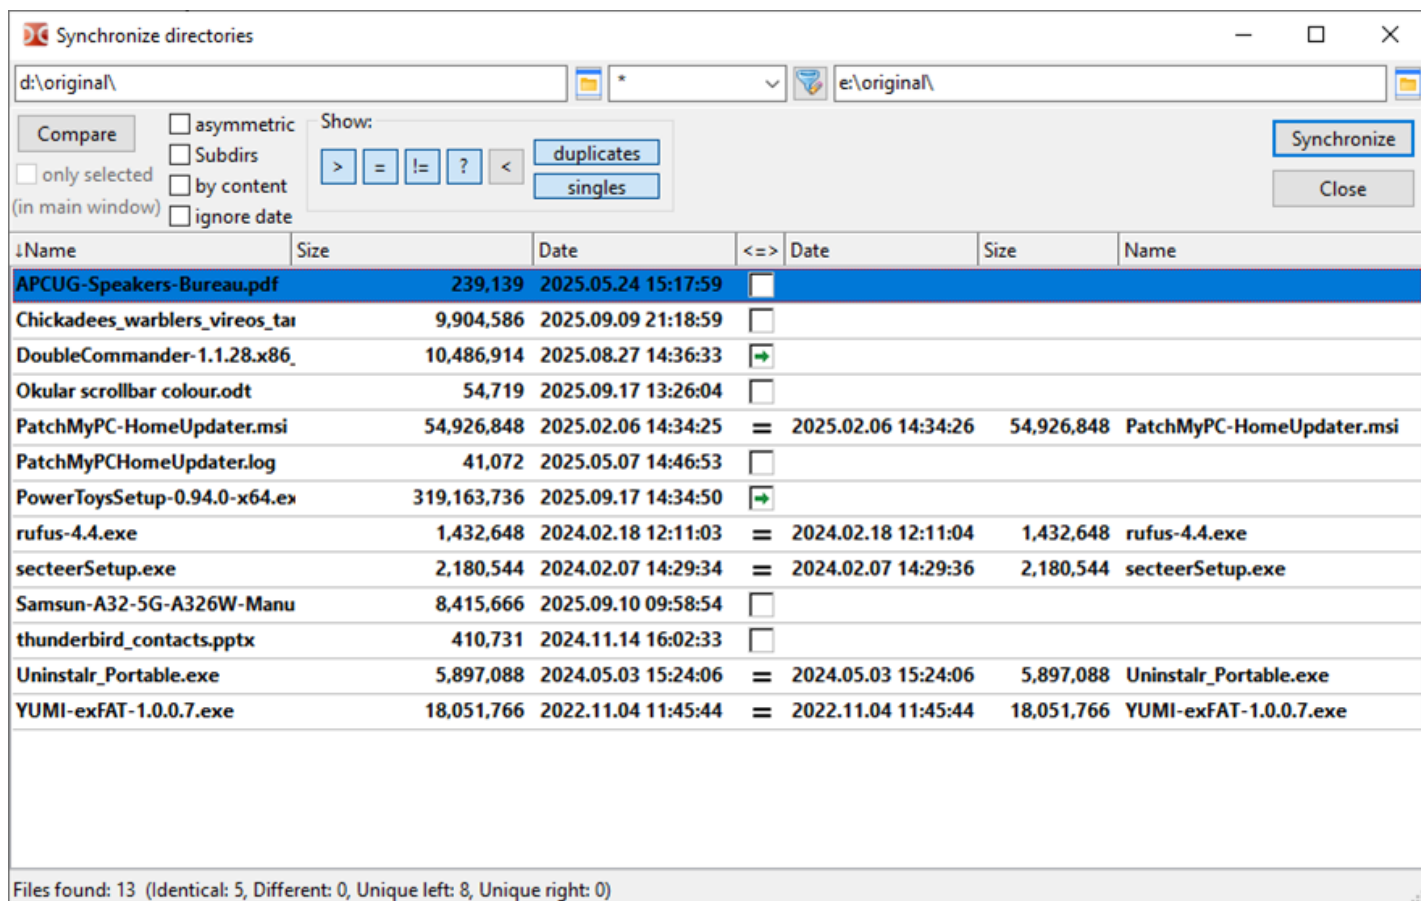 Synchronize directories
d:\original\ * e:\original\
Compare asymmetric Show: Synchronize
Subdirs > = != ? < duplicates
only selected by content singles Close
(in main window) ignore date
↓Name Size Date <=> Date Size Name
APCUG-Speakers-Bureau.pdf 239,139 2025.05.24 15:17:59
Chickadees_warblers_vireos_tar 9,904,586 2025.09.09 21:18:59
DoubleCommander-1.1.28.x86_ 10,486,914 2025.08.27 14:36:33
Okular scrollbar colour.odt 54,719 2025.09.17 13:26:04
PatchMyPC-HomeUpdater.msi 54,926,848 2025.02.06 14:34:25 = 2025.02.06 14:34:26 54,926,848 PatchMyPC-HomeUpdater.msi
PatchMyPCHomeUpdater.log 41,072 2025.05.07 14:46:53
PowerToysSetup-0.94.0-x64.ex 319,163,736 2025.09.17 14:34:50
rufus-4.4.exe 1,432,648 2024.02.18 12:11:03 = 2024.02.18 12:11:04 1,432,648 rufus-4.4.exe
secteerSetup.exe 2,180,544 2024.02.07 14:29:34 = 2024.02.07 14:29:36 2,180,544 secteerSetup.exe
Samsun-A32-5G-A326W-Manu 8,415,666 2025.09.10 09:58:54
thunderbird_contacts.pptx 410,731 2024.11.14 16:02:33
Uninstalr_Portable.exe 5,897,088 2024.05.03 15:24:06 = 2024.05.03 15:24:06 5,897,088 Uninstalr_Portable.exe
YUMI-exFAT-1.0.0.7.exe 18,051,766 2022.11.04 11:45:44 = 2022.11.04 11:45:44 18,051,766 YUMI-exFAT-1.0.0.7.exe
Files found: 13 (Identical: 5, Different: 0, Unique left: 8, Unique right: 0)